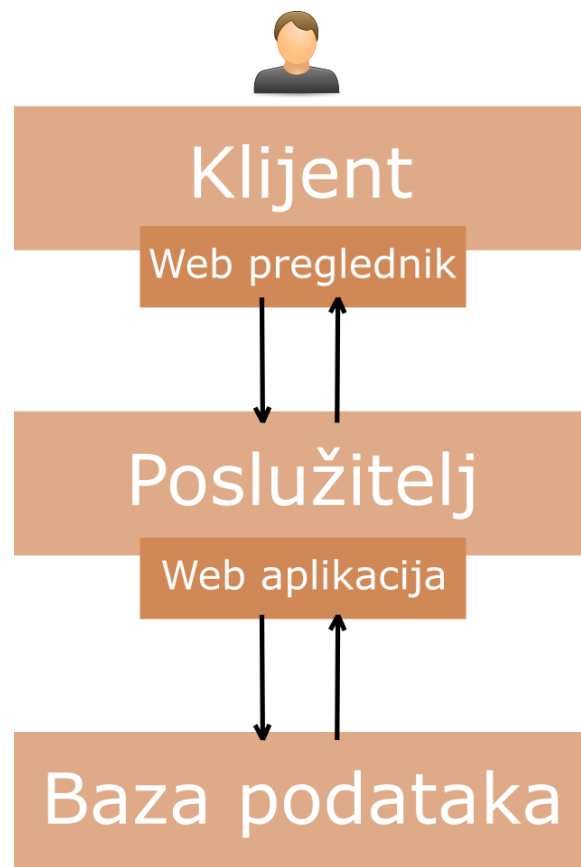 Klijent
Web preglednik
Poslužitelj
Web aplikacija
Baza podataka